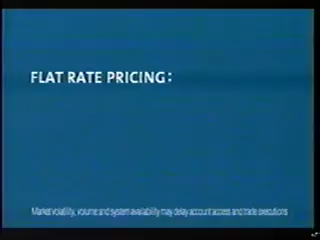 FLAT RATE PRICING:
Market volatility, volume and system availability may delay account access and trade executions